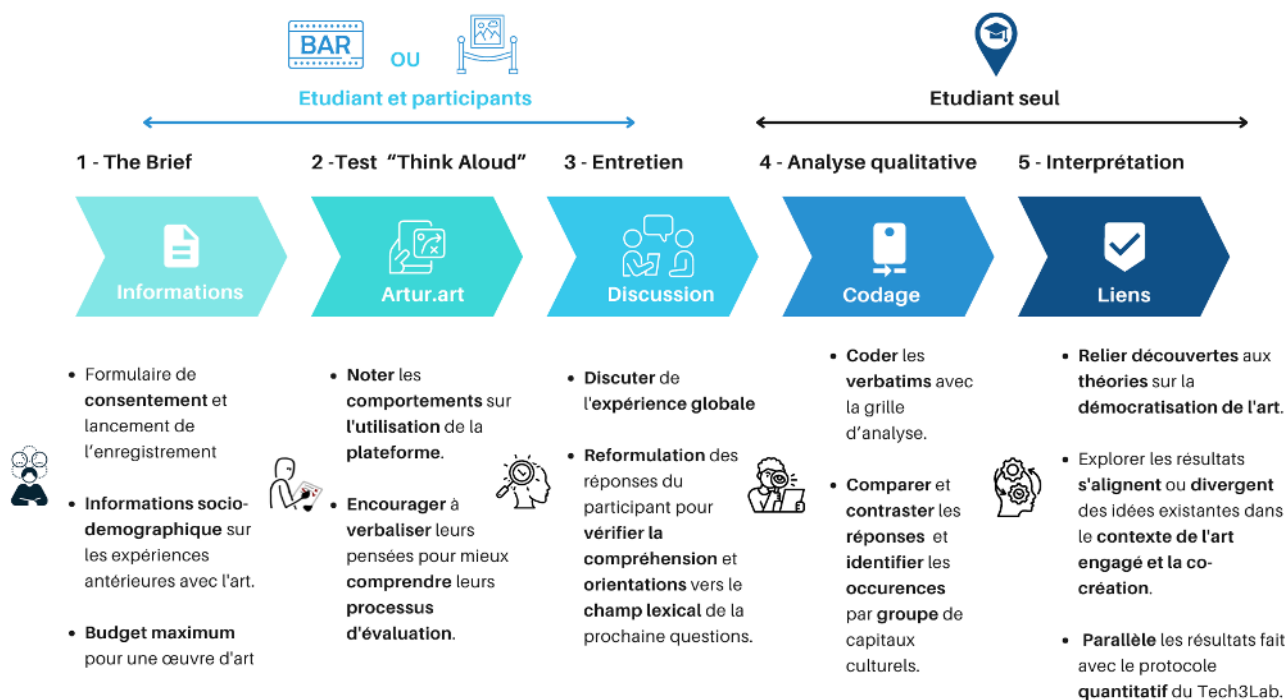 BAR
OU
Etudiant et participants
Etudiant seul
1 - The Brief
2 -Test “Think Aloud”
3 - Entretien
4 - Analyse qualitative
5 - Interprétation
Informations
Artur.art
Discussion
Codage
Liens
• Formulaire de
consentement et
lancement de
l’enregistrement
• Informations socio-
demographique sur
les expériences
antérieures avec l'art.
• Budget maximum
pour une œuvre d'art
• Noter les
comportements sur
l'utilisation de la
plateforme.
• Encourager à
verbaliser leurs
pensées pour mieux
comprendre leurs
processus
d'évaluation.
• Discuter de
l'expérience globale
• Reformulation des
réponses du
participant pour
vérifier la
compréhension et
orientations vers le
champ lexical de la
prochaine questions.
• Coder les
verbatims avec
la grille
d’analyse.
• Comparer et
contraster les
réponses et
identifier les
occurences
par groupe de
capitaux
culturels.
• Relier découvertes aux
théories sur la
démocratisation de l'art.
• Explorer les résultats
s'alignent ou divergent
des idées existantes dans
le contexte de l'art
engagé et la co-
création.
• Parallèle les résultats fait
avec le protocole
quantitatif du Tech3Lab.